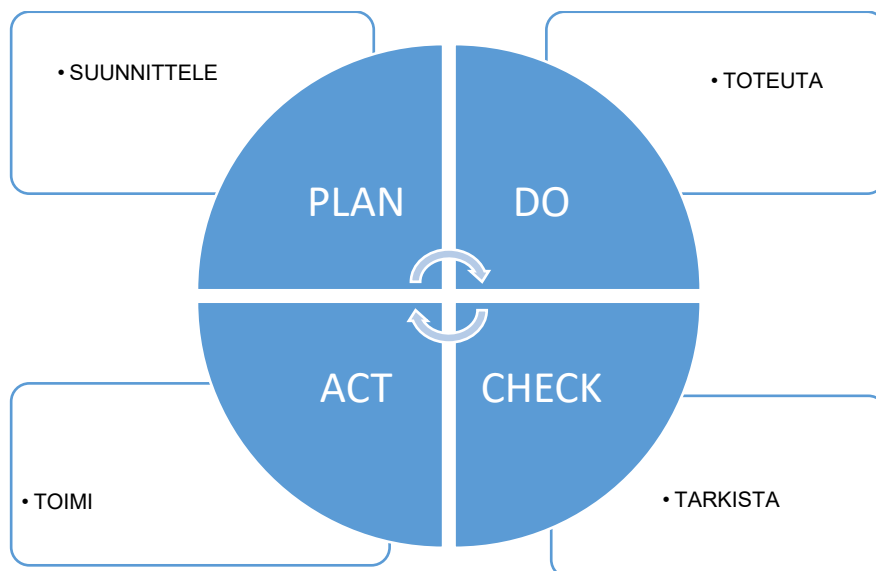 • SUUNNITTELE
• TOTEUTA
PLAN
DO
ACT
CHECK
• TOIMI
• TARKISTA